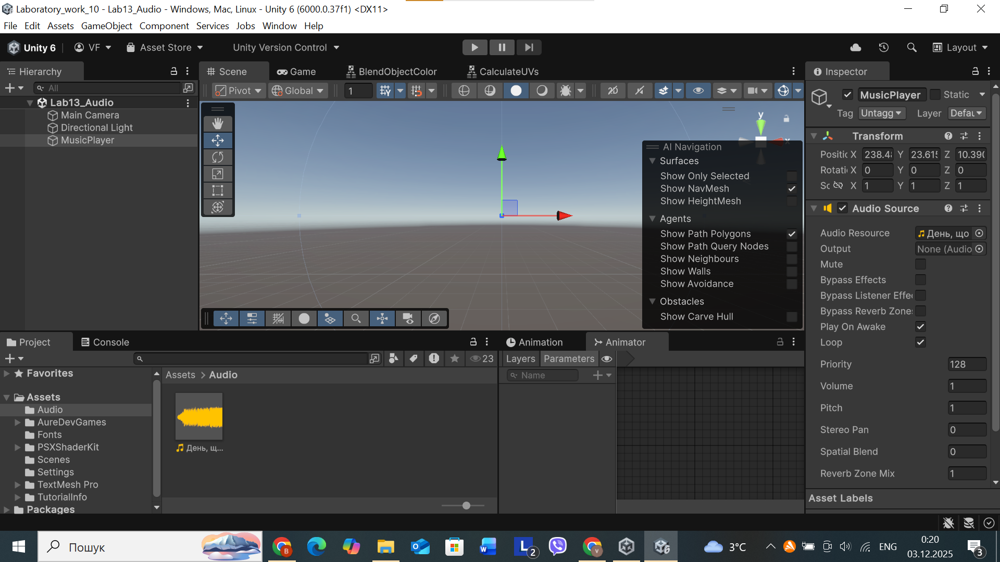 Laboratory_work_10 - Lab13_Audio - Windows, Mac, Linux - Unity 6 (6000.0.37f1) <DX11>
File Edit Assets GameObject Component Services Jobs Window Help
Unity 6 VF Asset Store Unity Version Control Layout
Hierarchy
All
Lab13_Audio
Main Camera
Directional Light
MusicPlayer
Scene Game BlendObjectColor CalculateUVs
Pivot Global 1 2D
y
x
AI Navigation
Surfaces
Show Only Selected
Show NavMesh
Show HeightMesh
Agents
Show Path Polygons
Show Path Query Nodes
Show Neighbours
Show Walls
Show Avoidance
Obstacles
Show Carve Hull
Inspector
MusicPlayer Static
Tag Untagg Layer Defau
Transform
Positio X 238.48 Y 23.615 Z 10.390
Rotati X 0 Y 0 Z 0
Sc X 1 Y 1 Z 1
Audio Source
Audio Resource День, що
Output None (Audio
Mute
Bypass Effects
Bypass Listener Effe
Bypass Reverb Zone
Play On Awake
Loop
Priority 128
Volume 1
Pitch 1
Stereo Pan 0
Spatial Blend 0
Reverb Zone Mix 1
Asset Labels
Project Console
23
Favorites
Assets
Audio
AureDevGames
Fonts
PSXShaderKit
Scenes
Settings
TextMesh Pro
TutorialInfo
Packages
Assets > Audio
День, щ...
Animation Animator
Layers Parameters
Name
Пошук
B
W
L 2
V
6
3°C
ENG
0:20
03.12.2025
3